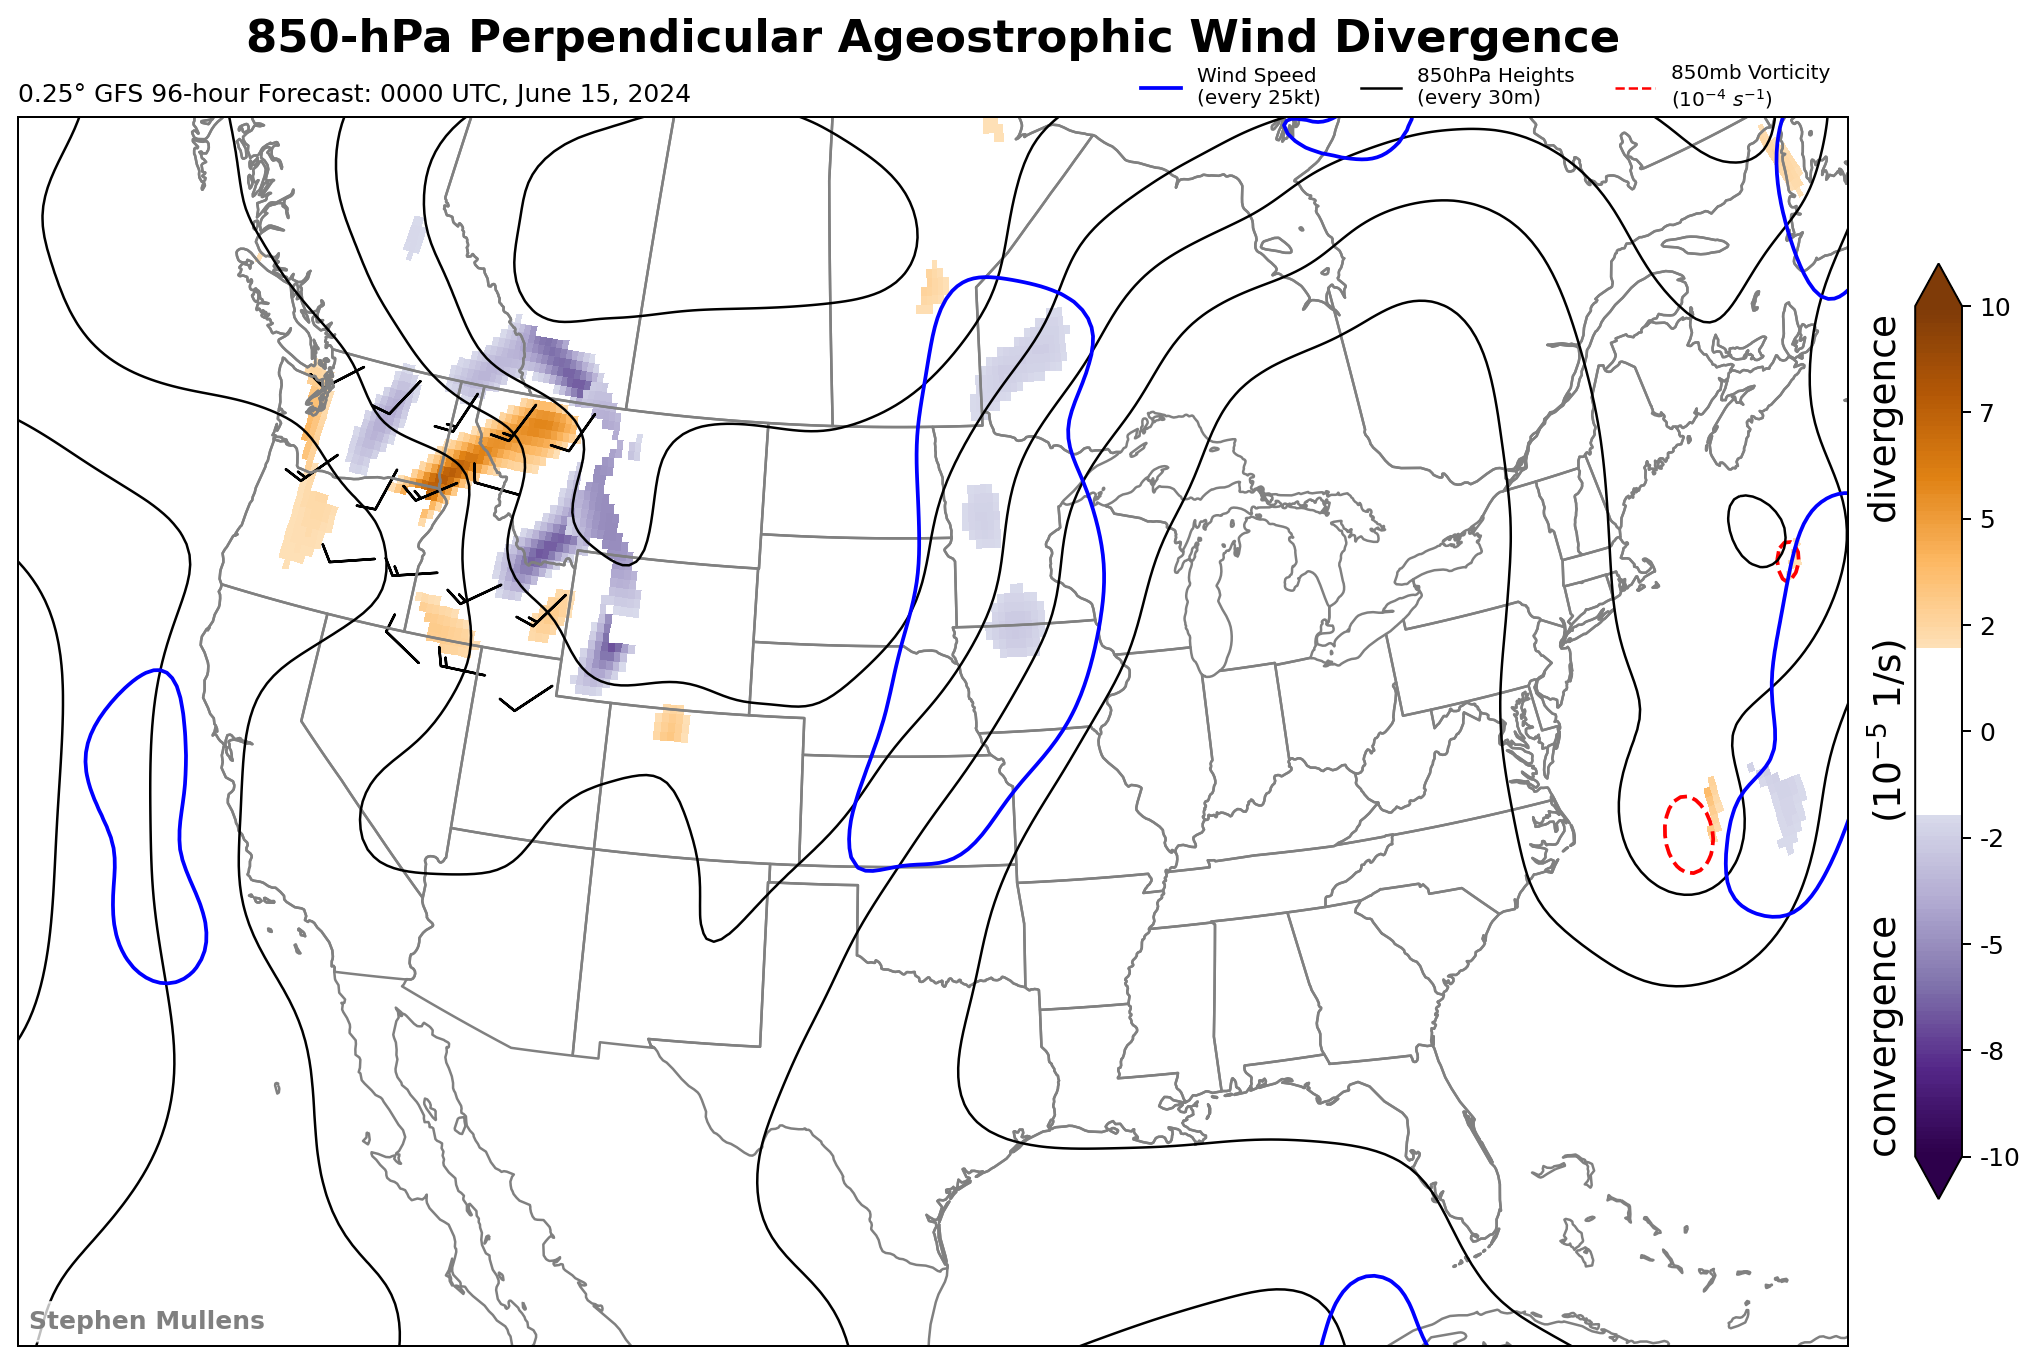 850-hPa Perpendicular Ageostrophic Wind Divergence
0.25° GFS 96-hour Forecast: 0000 UTC, June 15, 2024
Wind Speed
(every 25kt)
850hPa Heights
(every 30m)
850mb Vorticity
(10⁻⁴ s⁻¹)
10
7
5
2
0
-2
-5
-8
-10
convergence (10⁻⁵ 1/s) divergence
Stephen Mullens